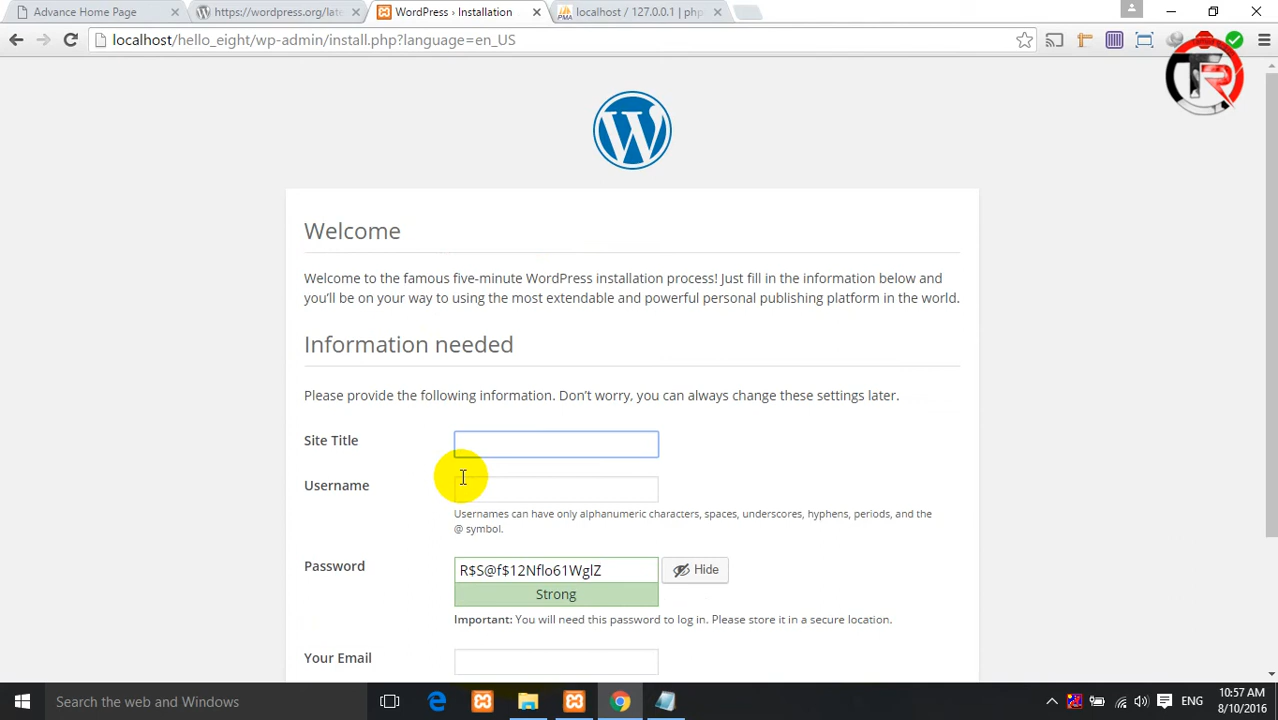 Advance Home Page
https://wordpress.org/late
WordPress › Installation
localhost / 127.0.0.1 | php
localhost/hello_eight/wp-admin/install.php?language=en_US
Welcome
Welcome to the famous five-minute WordPress installation process! Just fill in the information below and
you'll be on your way to using the most extendable and powerful personal publishing platform in the world.
Information needed
Please provide the following information. Don't worry, you can always change these settings later.
Site Title
Username
Usernames can have only alphanumeric characters, spaces, underscores, hyphens, periods, and the
@ symbol.
Password
R$S@f$12Nflo61WglZ
Hide
Strong
Important: You will need this password to log in. Please store it in a secure location.
Your Email
Search the web and Windows
ENG
10:57 AM
8/10/2016